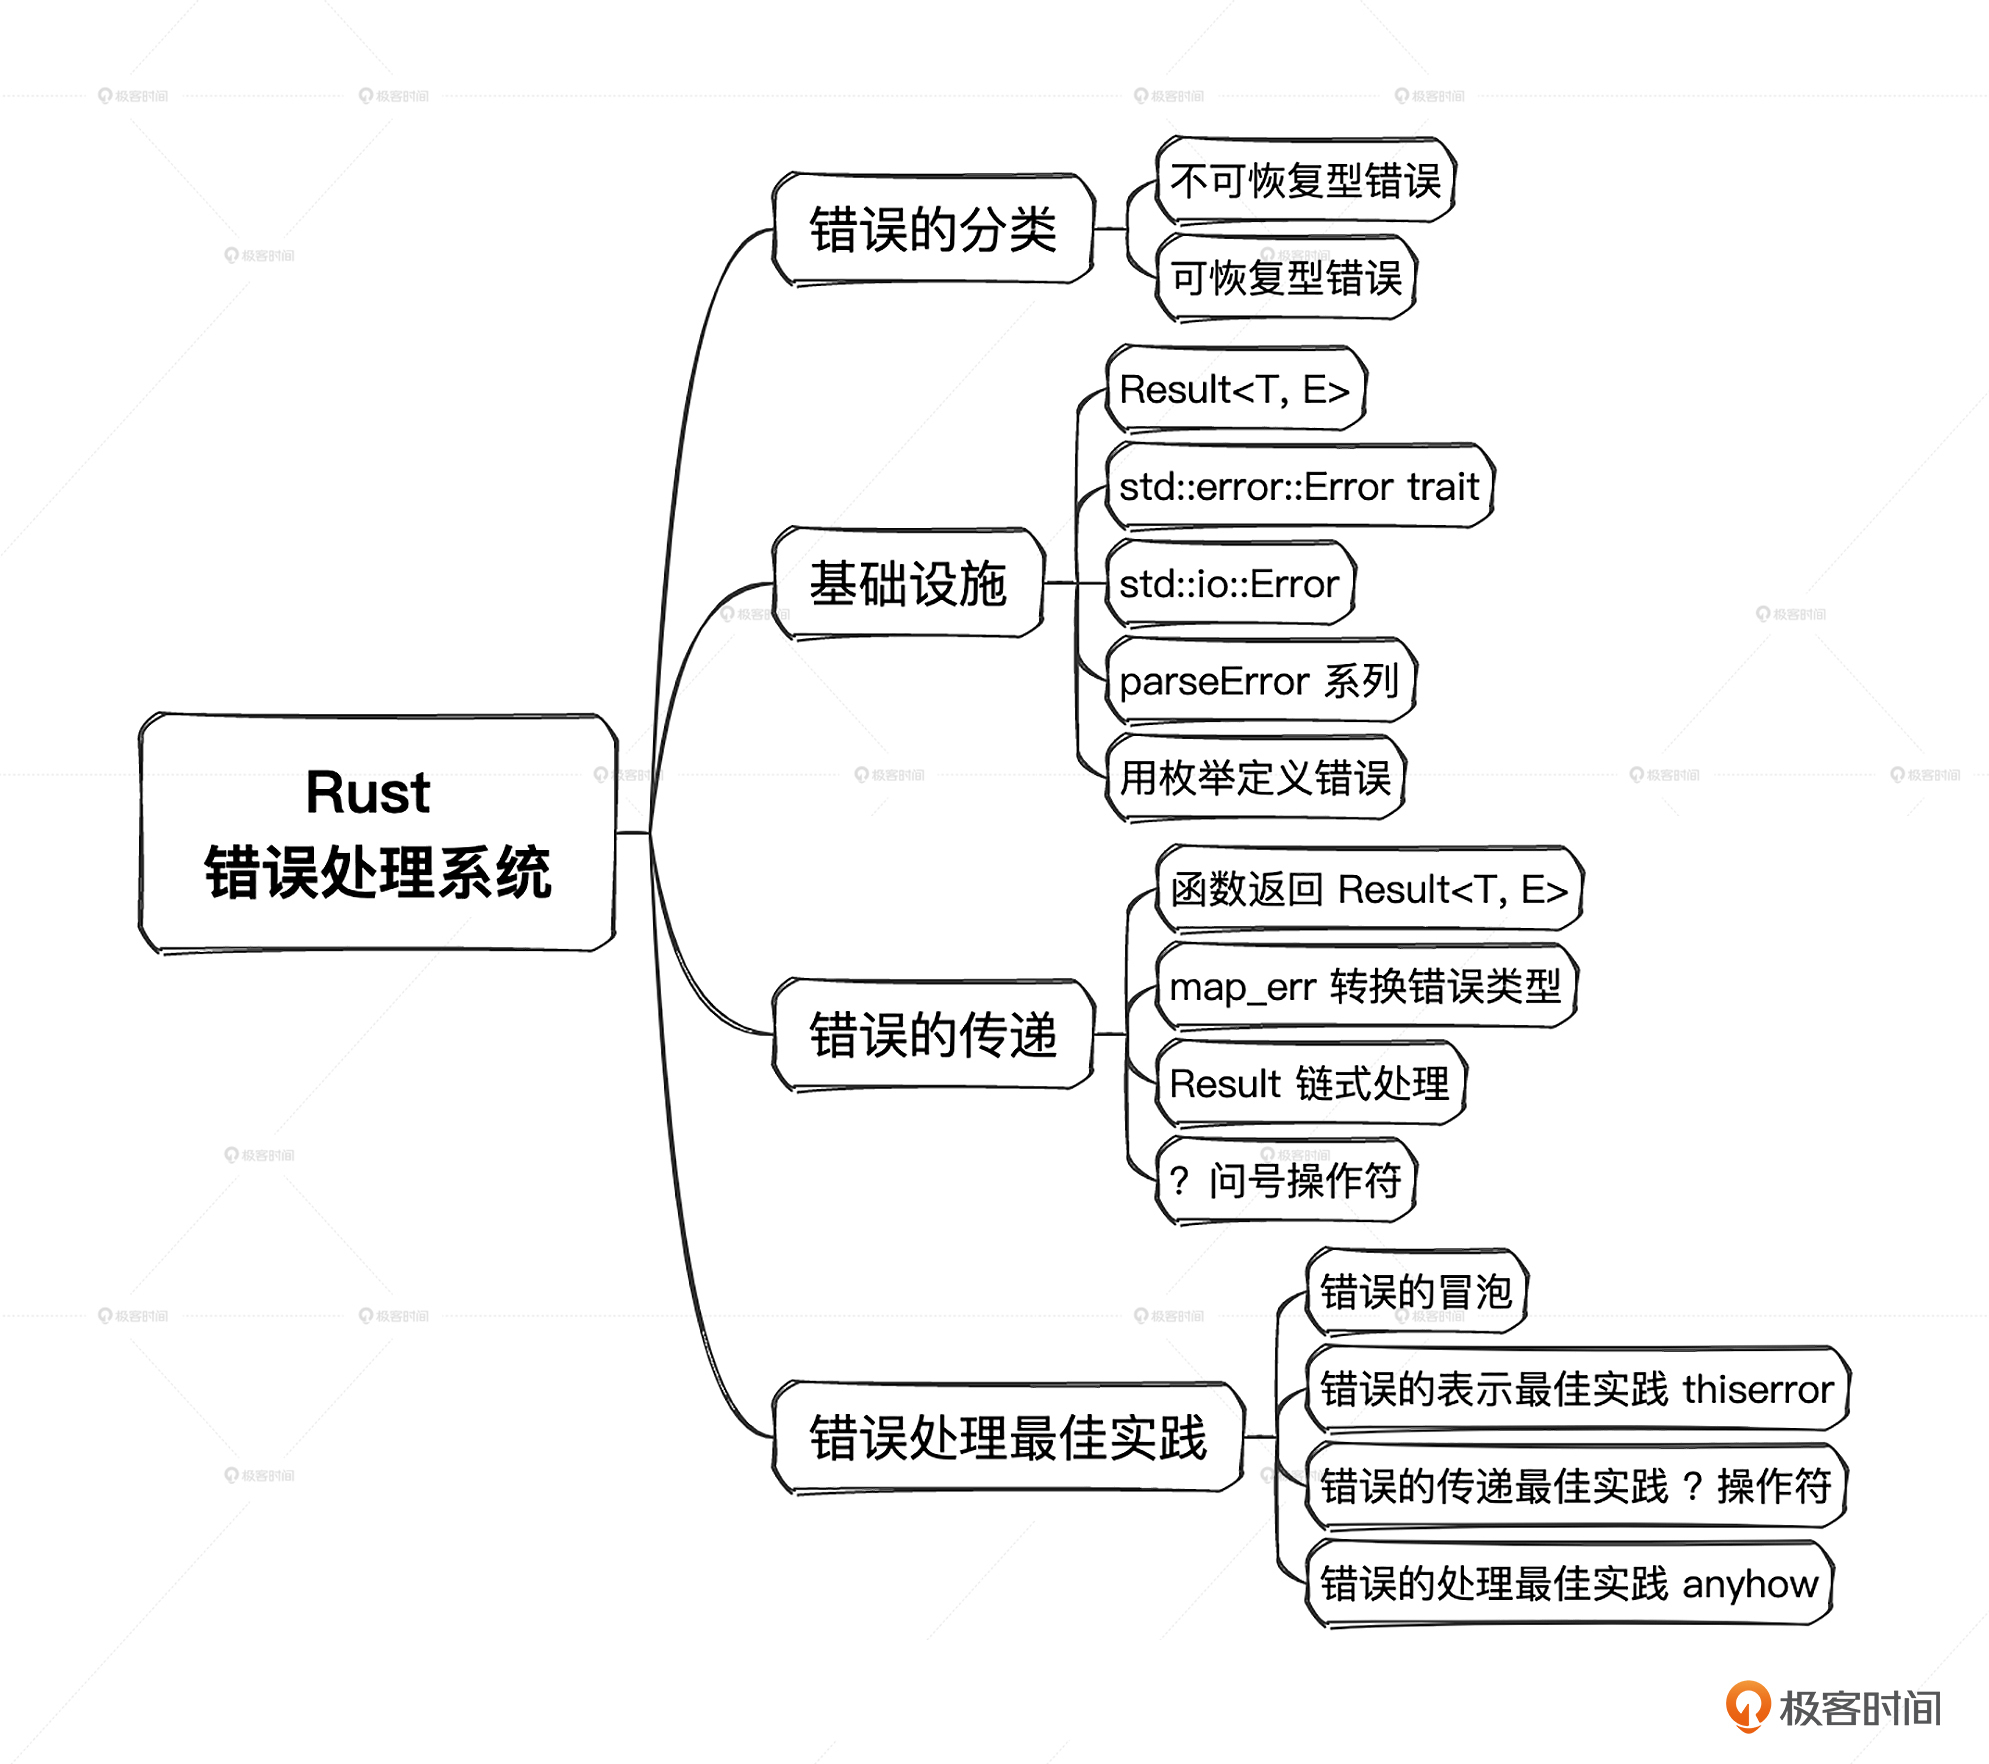 Rust
错误处理系统
错误的分类
不可恢复型错误
可恢复型错误
基础设施
Result<T, E>
std::error::Error trait
std::io::Error
parseError 系列
用枚举定义错误
错误的传递
函数返回 Result<T, E>
map_err 转换错误类型
Result 链式处理
? 问号操作符
错误处理最佳实践
错误的冒泡
错误的表示最佳实践 thiserror
错误的传递最佳实践 ? 操作符
错误的处理最佳实践 anyhow
极客时间